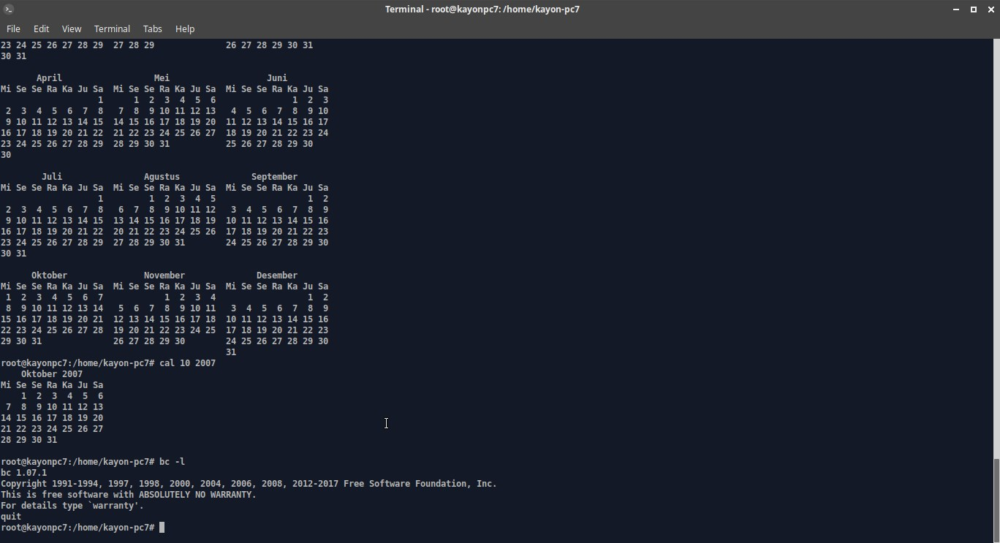 Terminal - root@kayonpc7: /home/kayon-pc7
File Edit View Terminal Tabs Help
23 24 25 26 27 28 29  27 28 29              26 27 28 29 30 31
30 31
       April                  Mei                   Juni
Mi Se Se Ra Ka Ju Sa  Mi Se Se Ra Ka Ju Sa  Mi Se Se Ra Ka Ju Sa
                   1      1  2  3  4  5  6               1  2  3
 2  3  4  5  6  7  8   7  8  9 10 11 12 13   4  5  6  7  8  9 10
 9 10 11 12 13 14 15  14 15 16 17 18 19 20  11 12 13 14 15 16 17
16 17 18 19 20 21 22  21 22 23 24 25 26 27  18 19 20 21 22 23 24
23 24 25 26 27 28 29  28 29 30 31           25 26 27 28 29 30
30
        Juli                Agustus              September
Mi Se Se Ra Ka Ju Sa  Mi Se Se Ra Ka Ju Sa  Mi Se Se Ra Ka Ju Sa
                   1         1  2  3  4  5                  1  2
 2  3  4  5  6  7  8   6  7  8  9 10 11 12   3  4  5  6  7  8  9
 9 10 11 12 13 14 15  13 14 15 16 17 18 19  10 11 12 13 14 15 16
16 17 18 19 20 21 22  20 21 22 23 24 25 26  17 18 19 20 21 22 23
23 24 25 26 27 28 29  27 28 29 30 31        24 25 26 27 28 29 30
30 31
      Oktober               November              Desember
Mi Se Se Ra Ka Ju Sa  Mi Se Se Ra Ka Ju Sa  Mi Se Se Ra Ka Ju Sa
 1  2  3  4  5  6  7            1  2  3  4                  1  2
 8  9 10 11 12 13 14   5  6  7  8  9 10 11   3  4  5  6  7  8  9
15 16 17 18 19 20 21  12 13 14 15 16 17 18  10 11 12 13 14 15 16
22 23 24 25 26 27 28  19 20 21 22 23 24 25  17 18 19 20 21 22 23
29 30 31              26 27 28 29 30        24 25 26 27 28 29 30
                                            31
root@kayonpc7:/home/kayon-pc7# cal 10 2007
    Oktober 2007
Mi Se Se Ra Ka Ju Sa
    1  2  3  4  5  6
 7  8  9 10 11 12 13
14 15 16 17 18 19 20
21 22 23 24 25 26 27
28 29 30 31
root@kayonpc7:/home/kayon-pc7# bc -l
bc 1.07.1
Copyright 1991-1994, 1997, 1998, 2000, 2004, 2006, 2008, 2012-2017 Free Software Foundation, Inc.
This is free software with ABSOLUTELY NO WARRANTY.
For details type `warranty'.
quit
root@kayonpc7:/home/kayon-pc7#